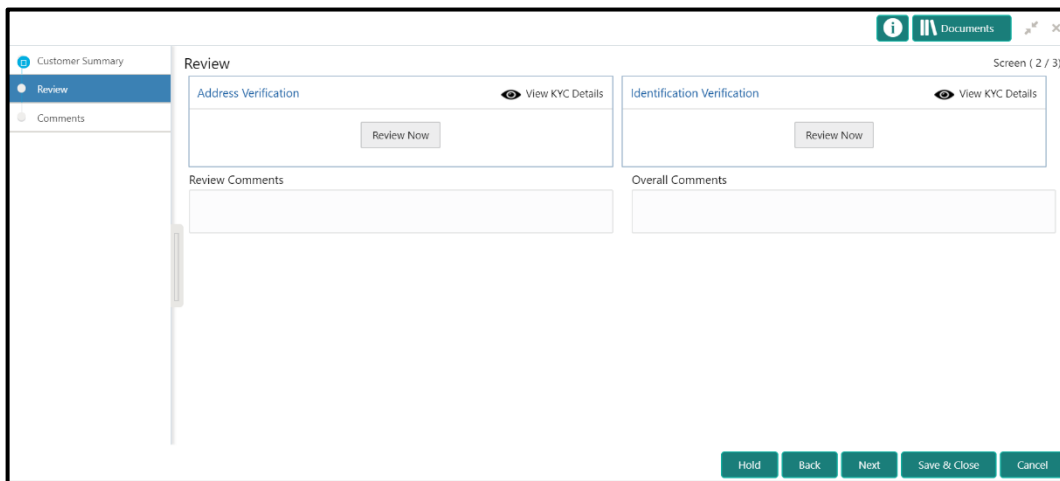 Documents
Customer Summary
Review
Comments
Review
Screen ( 2 / 3)
Address Verification
View KYC Details
Review Now
Identification Verification
View KYC Details
Review Now
Review Comments
Overall Comments
Hold
Back
Next
Save & Close
Cancel